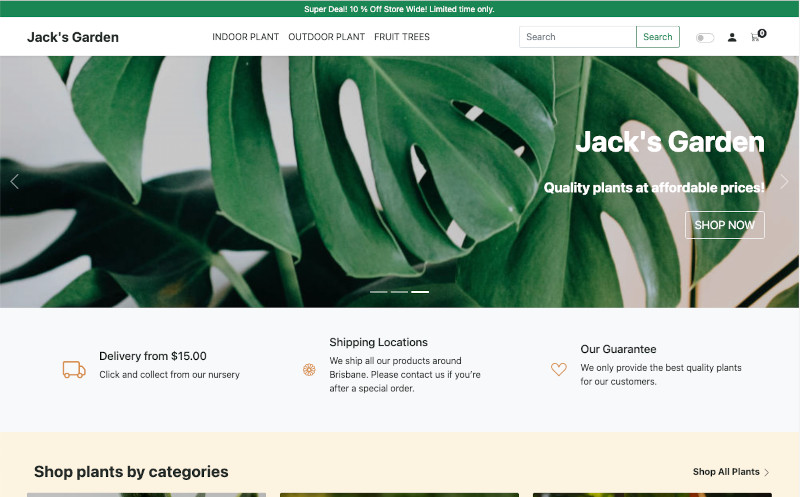 Super Deal! 10 % Off Store Wide! Limited time only.
Jack's Garden
INDOOR PLANT OUTDOOR PLANT FRUIT TREES
Search
Search
0
Jack's Garden
Quality plants at affordable prices!
SHOP NOW
Delivery from $15.00
Click and collect from our nursery
Shipping Locations
We ship all our products around
Brisbane. Please contact us if you're
after a special order.
Our Guarantee
We only provide the best quality plants
for our customers.
Shop plants by categories
Shop All Plants